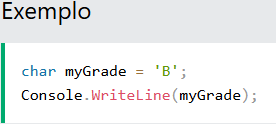 Exemplo
char myGrade = 'B';
Console.WriteLine(myGrade);